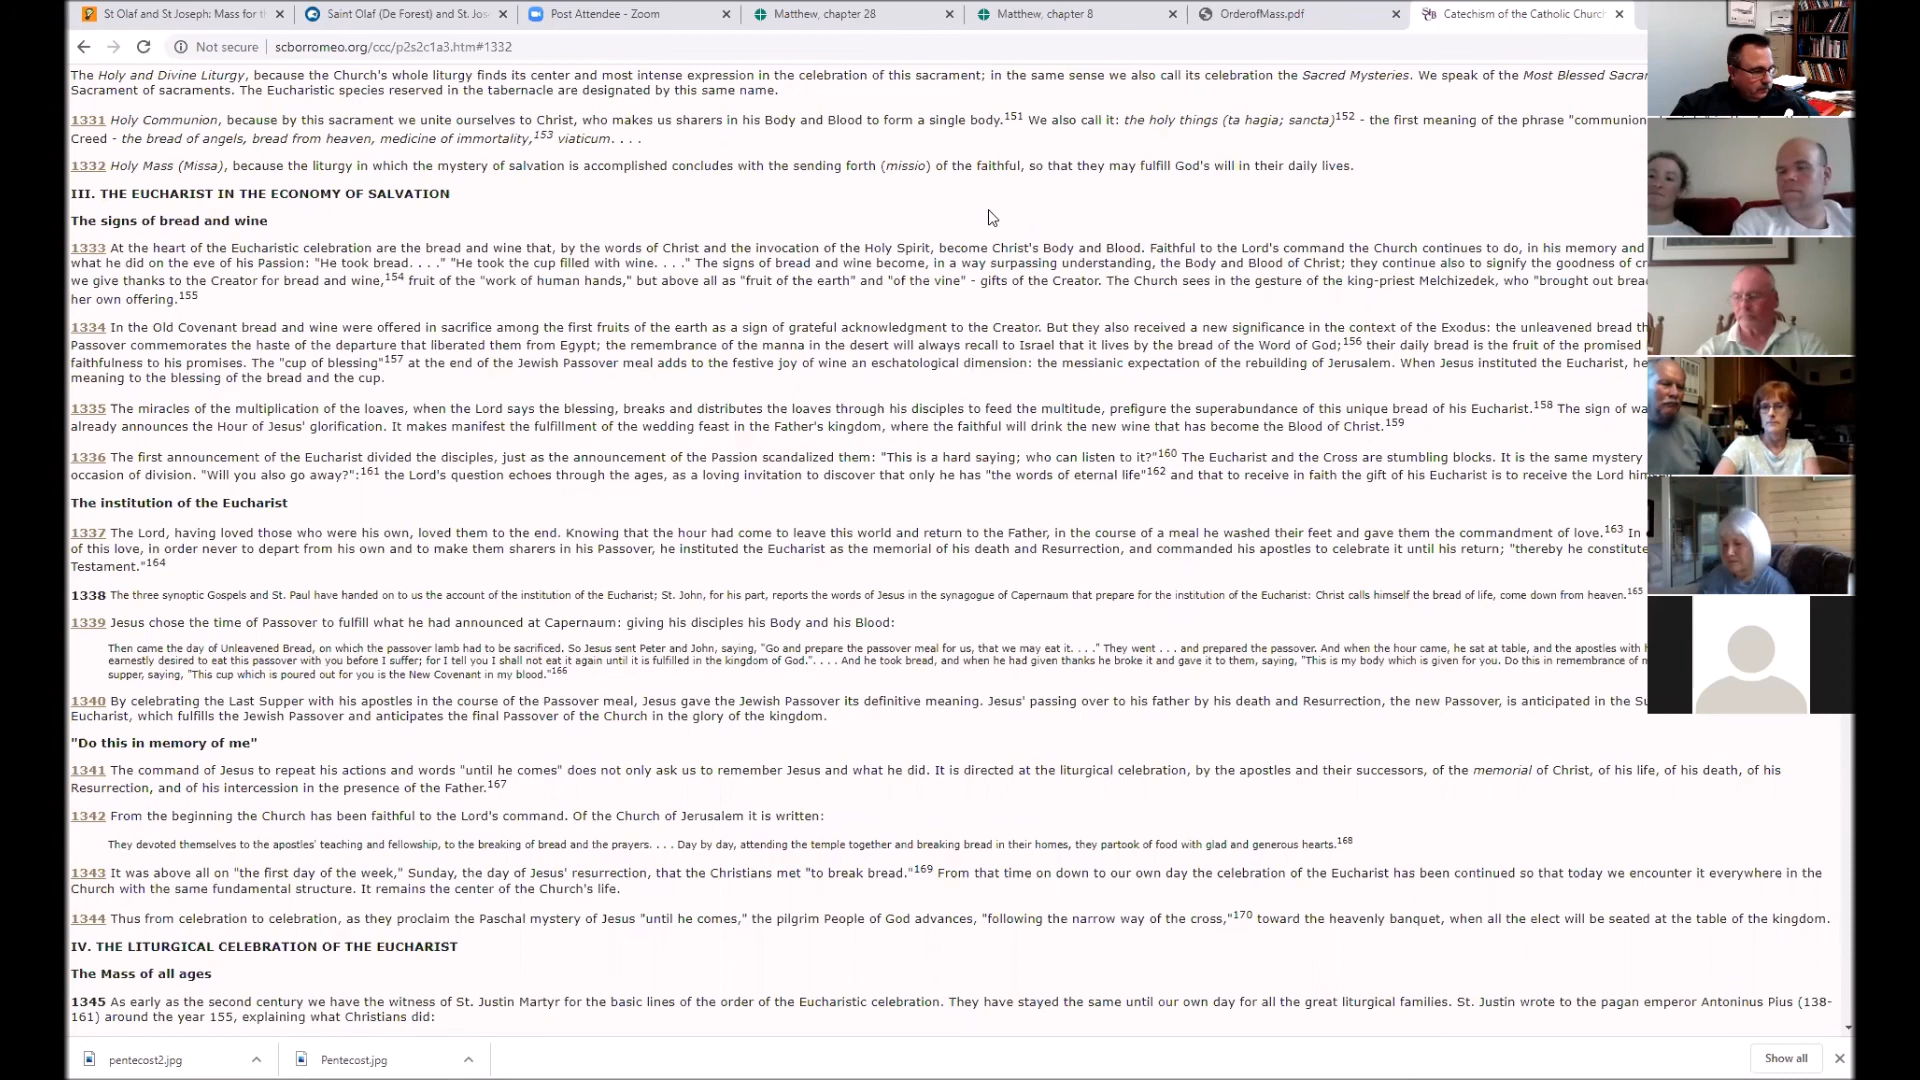 St Olaf and St Joseph: Mass for th
Saint Olaf (De Forest) and St. Jos
Post Attendee - Zoom
Matthew, chapter 28
Matthew, chapter 8
OrderofMass.pdf
Catechism of the Catholic Church
Not secure | scborromeo.org/ccc/p2s2c1a3.htm#1332
The Holy and Divine Liturgy, because the Church's whole liturgy finds its center and most intense expression in the celebration of this sacrament; in the same sense we also call its celebration the Sacred Mysteries. We speak of the Most Blessed
Sacrament of sacraments. The Eucharistic species reserved in the tabernacle are designated by this same name.
1331 Holy Communion, because by this sacrament we unite ourselves to Christ, who makes us sharers in his Body and Blood to form a single body.151 We also call it: the holy things (ta hagia; sancta)152 - the first meaning of the phrase "communion
Creed - the bread of angels, bread from heaven, medicine of immortality,153 viaticum. . . .
1332 Holy Mass (Missa), because the liturgy in which the mystery of salvation is accomplished concludes with the sending forth (missio) of the faithful, so that they may fulfill God's will in their daily lives.
III. THE EUCHARIST IN THE ECONOMY OF SALVATION
The signs of bread and wine
1333 At the heart of the Eucharistic celebration are the bread and wine that, by the words of Christ and the invocation of the Holy Spirit, become Christ's Body and Blood. Faithful to the Lord's command the Church continues to do, in his memory and
what he did on the eve of his Passion: "He took bread. . . ." "He took the cup filled with wine. . . ." The signs of bread and wine become, in a way surpassing understanding, the Body and Blood of Christ; they continue also to signify the goodness of
we give thanks to the Creator for bread and wine,154 fruit of the "work of human hands," but above all as "fruit of the earth" and "of the vine" - gifts of the Creator. The Church sees in the gesture of the king-priest Melchizedek, who "brought out
her own offering.155
1334 In the Old Covenant bread and wine were offered in sacrifice among the first fruits of the earth as a sign of grateful acknowledgment to the Creator. But they also received a new significance in the context of the Exodus: the unleavened bread
Passover commemorates the haste of the departure that liberated them from Egypt; the remembrance of the manna in the desert will always recall to Israel that it lives by the bread of the Word of God;156 their daily bread is the fruit of the promised
faithfulness to his promises. The "cup of blessing"157 at the end of the Jewish Passover meal adds to the festive joy of wine an eschatological dimension: the messianic expectation of the rebuilding of Jerusalem. When Jesus instituted the Eucharist, he
meaning to the blessing of the bread and the cup.
1335 The miracles of the multiplication of the loaves, when the Lord says the blessing, breaks and distributes the loaves through his disciples to feed the multitude, prefigure the superabundance of this unique bread of his Eucharist.158 The sign of
already announces the Hour of Jesus' glorification. It makes manifest the fulfillment of the wedding feast in the Father's kingdom, where the faithful will drink the new wine that has become the Blood of Christ.159
1336 The first announcement of the Eucharist divided the disciples, just as the announcement of the Passion scandalized them: "This is a hard saying; who can listen to it?"160 The Eucharist and the Cross are stumbling blocks. It is the same mystery
occasion of division. "Will you also go away?":161 the Lord's question echoes through the ages, as a loving invitation to discover that only he has "the words of eternal life"162 and that to receive in faith the gift of his Eucharist is to receive the Lord
The institution of the Eucharist
1337 The Lord, having loved those who were his own, loved them to the end. Knowing that the hour had come to leave this world and return to the Father, in the course of a meal he washed their feet and gave them the commandment of love.163 In
of this love, in order never to depart from his own and to make them sharers in his Passover, he instituted the Eucharist as the memorial of his death and Resurrection, and commanded his apostles to celebrate it until his return; "thereby he
Testament."164
1338 The three synoptic Gospels and St. Paul have handed on to us the account of the institution of the Eucharist; St. John, for his part, reports the words of Jesus in the synagogue of Capernaum that prepare for the institution of the Eucharist: Christ calls himself the bread of life, come down from heaven.165
1339 Jesus chose the time of Passover to fulfill what he had announced at Capernaum: giving his disciples his Body and his Blood:
Then came the day of Unleavened Bread, on which the passover lamb had to be sacrificed. So Jesus sent Peter and John, saying, "Go and prepare the passover meal for us, that we may eat it. . . ." They went . . . and prepared the passover. And when the hour came, he sat at table, and the apostles with
earnestly desired to eat this passover with you before I suffer; for I tell you I shall not eat it again until it is fulfilled in the kingdom of God.". . . . And he took bread, and when he had given thanks he broke it and gave it to them, saying, "This is my body which is given for you. Do this in remembrance of
supper, saying, "This cup which is poured out for you is the New Covenant in my blood."166
1340 By celebrating the Last Supper with his apostles in the course of the Passover meal, Jesus gave the Jewish Passover its definitive meaning. Jesus' passing over to his father by his death and Resurrection, the new Passover, is anticipated in the
Eucharist, which fulfills the Jewish Passover and anticipates the final Passover of the Church in the glory of the kingdom.
"Do this in memory of me"
1341 The command of Jesus to repeat his actions and words "until he comes" does not only ask us to remember Jesus and what he did. It is directed at the liturgical celebration, by the apostles and their successors, of the memorial of Christ, of his life, of his death, of his
Resurrection, and of his intercession in the presence of the Father.167
1342 From the beginning the Church has been faithful to the Lord's command. Of the Church of Jerusalem it is written:
They devoted themselves to the apostles' teaching and fellowship, to the breaking of bread and the prayers. . . . Day by day, attending the temple together and breaking bread in their homes, they partook of food with glad and generous hearts.168
1343 It was above all on "the first day of the week," Sunday, the day of Jesus' resurrection, that the Christians met "to break bread."169 From that time on down to our own day the celebration of the Eucharist has been continued so that today we encounter it everywhere in the
Church with the same fundamental structure. It remains the center of the Church's life.
1344 Thus from celebration to celebration, as they proclaim the Paschal mystery of Jesus "until he comes," the pilgrim People of God advances, "following the narrow way of the cross,"170 toward the heavenly banquet, when all the elect will be seated at the table of the kingdom.
IV. THE LITURGICAL CELEBRATION OF THE EUCHARIST
The Mass of all ages
1345 As early as the second century we have the witness of St. Justin Martyr for the basic lines of the order of the Eucharistic celebration. They have stayed the same until our own day for all the great liturgical families. St. Justin wrote to the pagan emperor Antoninus Pius (138-
161) around the year 155, explaining what Christians did:
pentecost2.jpg
Pentecost.jpg
Show all